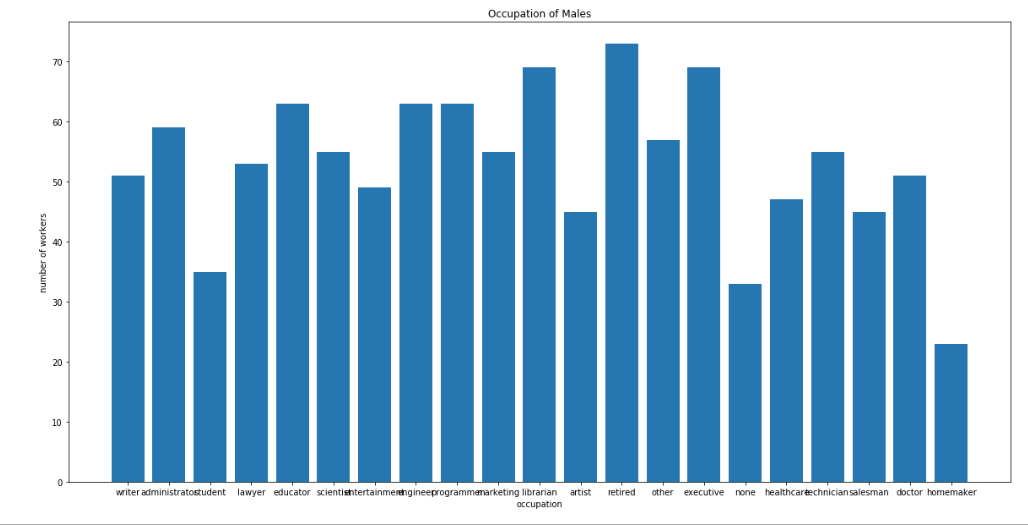 Occupation of Males
70
60
50
40
30
20
10
0
number of workers
writer administrator student lawyer educator scientist entertainment engineer programmer marketing librarian artist retired other executive none healthcare technician salesman doctor homemaker
occupation